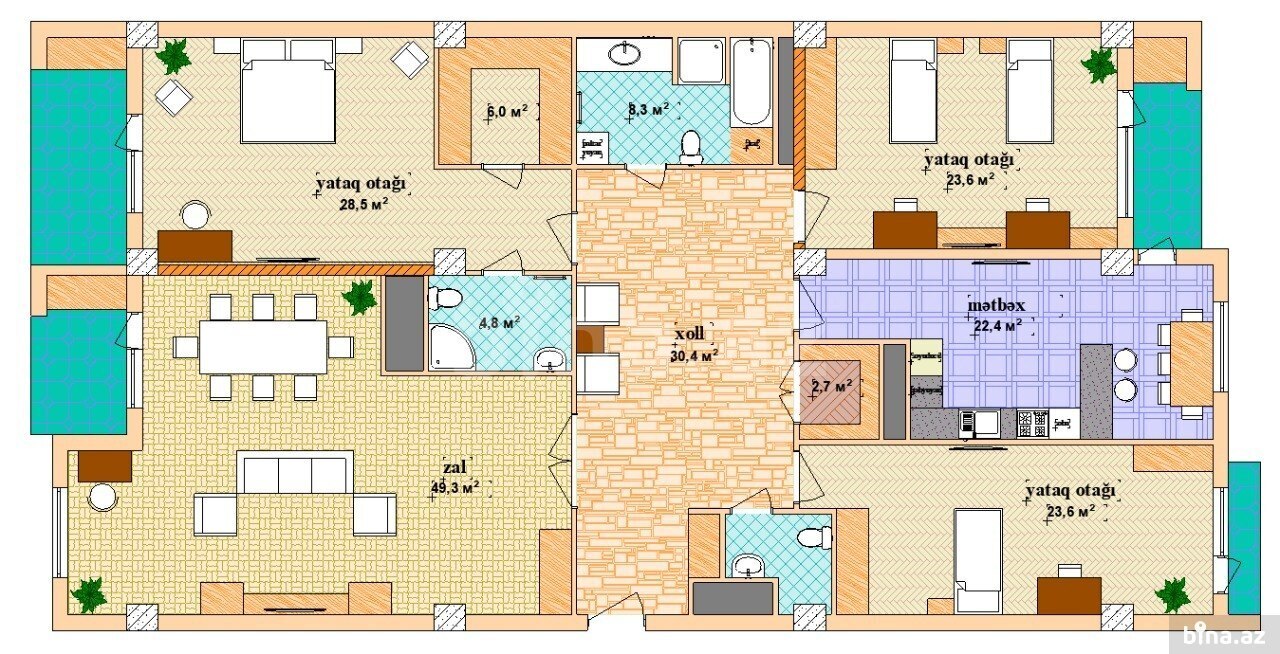 6,0 м²
8,3 м²
yataq otağı
28,5 м²
yataq otağı
23,6 м²
4,8 м²
xoll
30,4 м²
mətbəx
22,4 м²
2,7 м²
zal
49,3 м²
yataq otağı
23,6 м²
bina.az